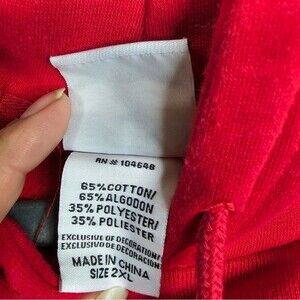 RN # 104648
65% COTTON/
65% ALGODON
35% POLYESTER/
35% POLIESTER
EXCLUSIVE OF DECORATION/
EXCLUSIVO DE DECORACION
MADE IN CHINA
SIZE 2XL